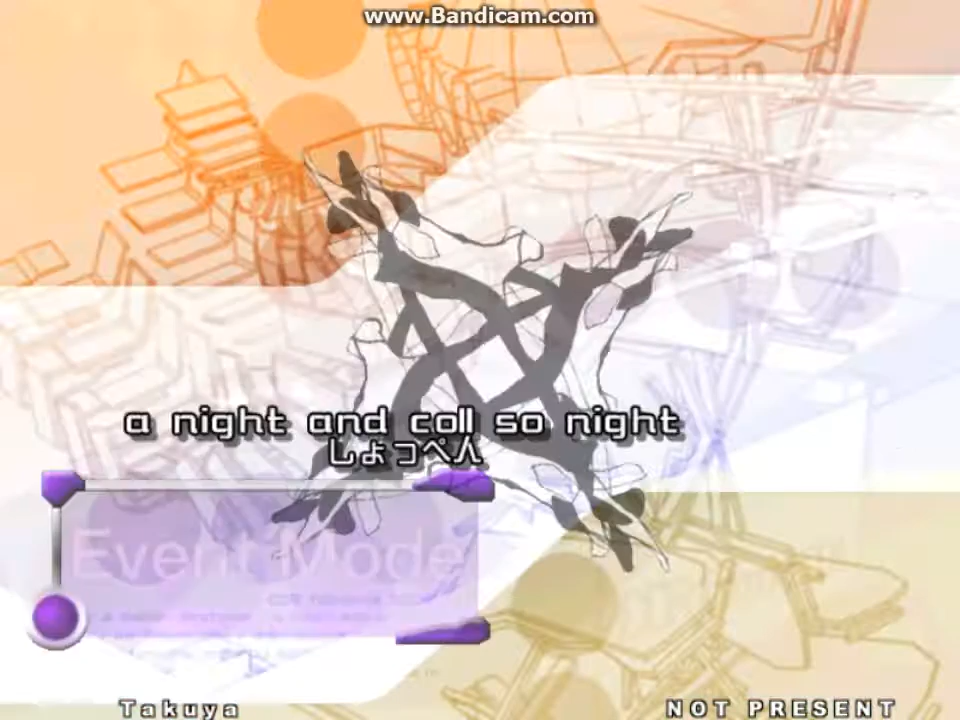 www.Bandicam.com
a night and coll so night
しょっぺん
Event Mode
Takuya
NOT PRESENT